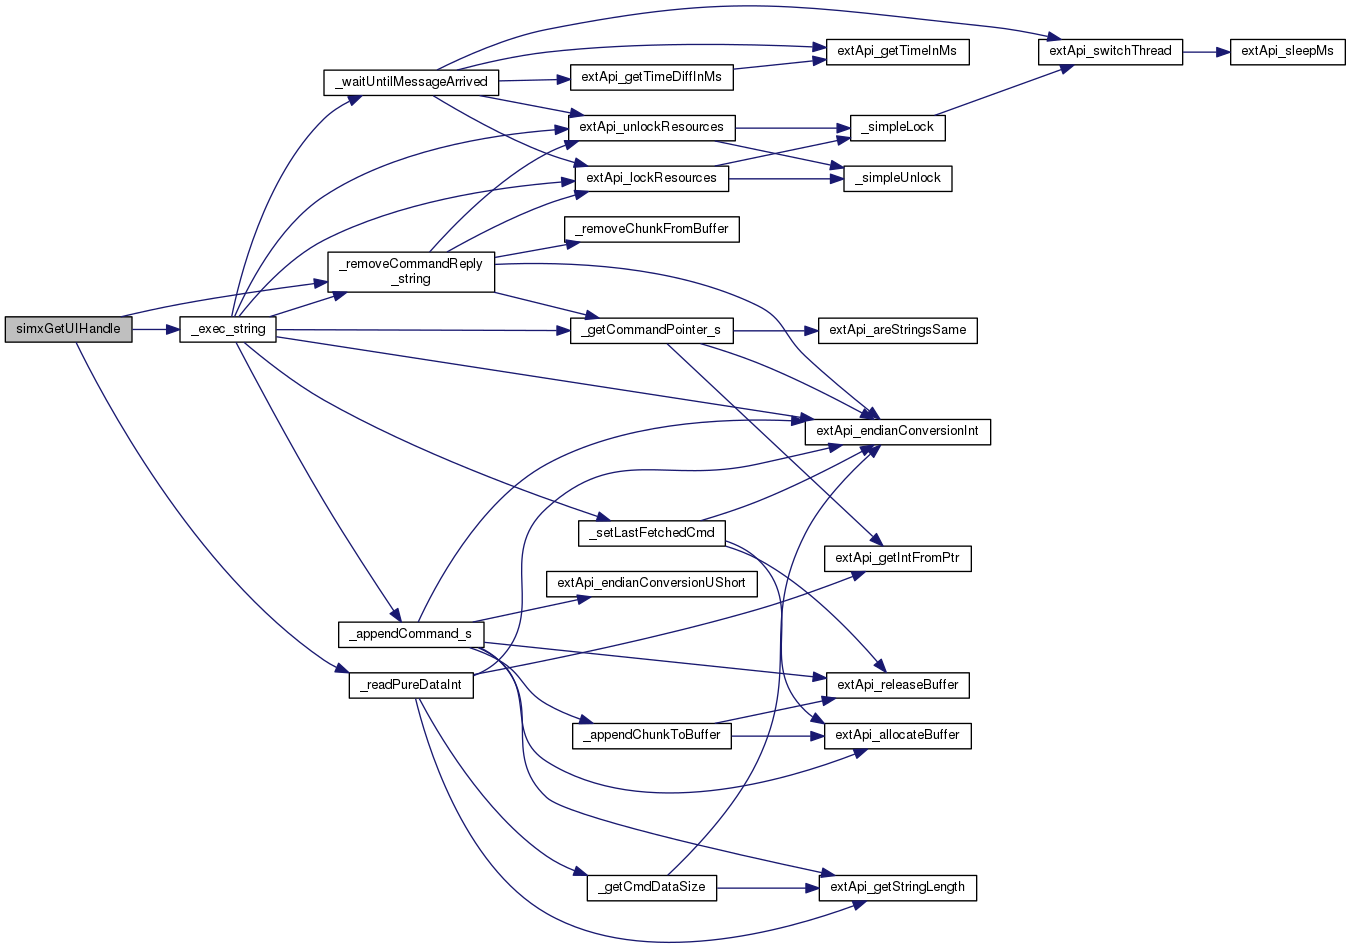 simxGetUIHandle
_exec_string
_waitUntilMessageArrived
_removeCommandReply
_string
_appendCommand_s
_readPureDataInt
extApi_getTimeDiffInMs
extApi_unlockResources
extApi_lockResources
_removeChunkFromBuffer
_getCommandPointer_s
_setLastFetchedCmd
extApi_endianConversionUShort
_appendChunkToBuffer
_getCmdDataSize
extApi_getTimeInMs
_simpleLock
_simpleUnlock
extApi_areStringsSame
extApi_endianConversionInt
extApi_getIntFromPtr
extApi_releaseBuffer
extApi_allocateBuffer
extApi_getStringLength
extApi_switchThread
extApi_sleepMs